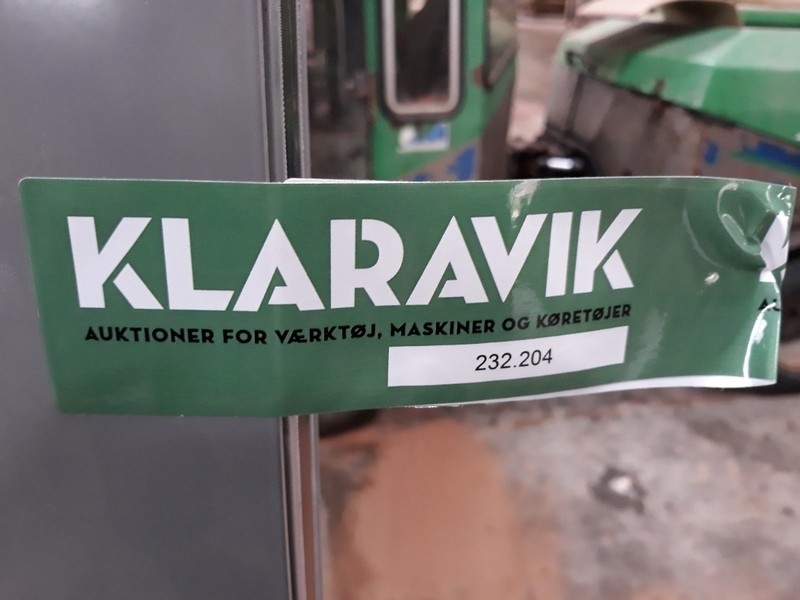 KLARAVIK
AUKTIONER FOR VÆRKTØJ, MASKINER OG KØRETØJER
232.204